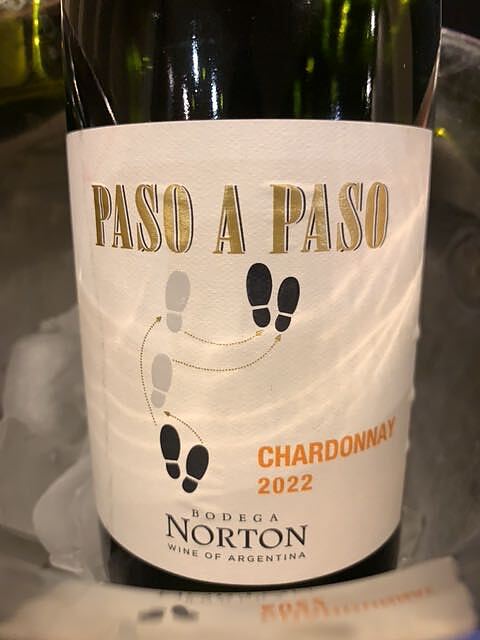 PASO A PASO
CHARDONNAY
2022
BODEGA
NORTON
WINE OF ARGENTINA